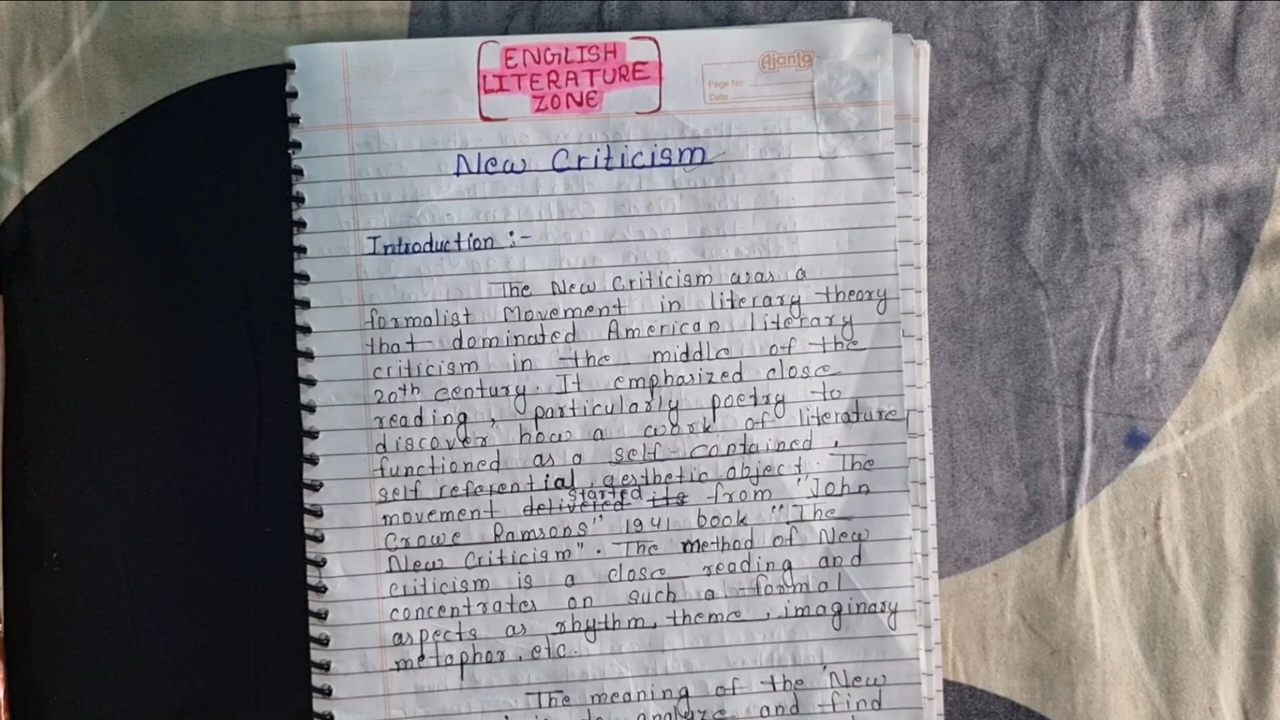 ENGLISH
LITERATURE
ZONE
Ajanta
Page No.
Date
New Criticism
Introduction :-
The New Criticism was a
formalist Movement in literary theory
that dominated American literary
criticism in the middle of the
20th century. It emphasized close
reading, particularly poetry to
discover how a work of literature
functioned as a self-contained,
self referential, aesthetic object. The
movement delivered its started from "John
Crowe Ramsons" 1941 book "The
New Criticism". The method of New
criticism is a close reading and
concentrates on such a formal
aspects as rhythm, theme, imaginary
metaphor, etc.
The meaning of the 'New
analyze and find